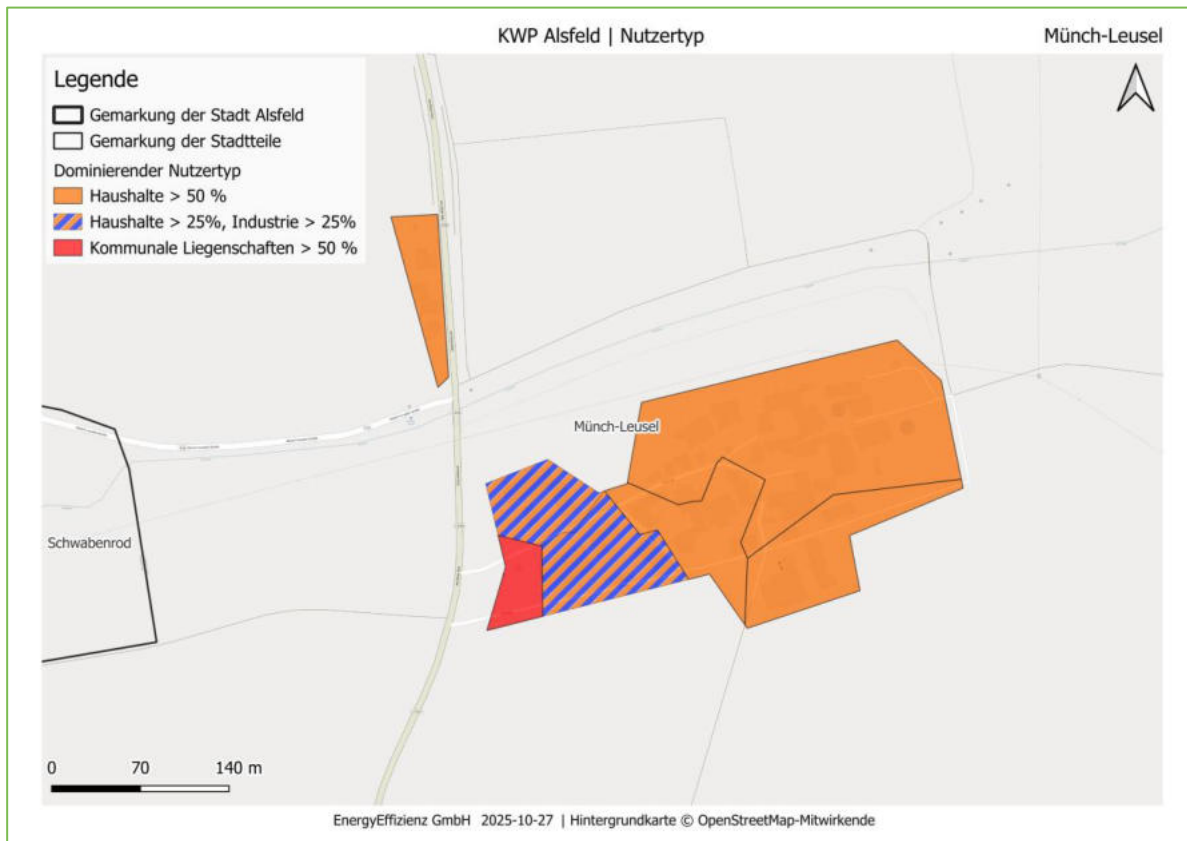 KWP Alsfeld | Nutzertyp
Münch-Leusel
Legende
Gemarkung der Stadt Alsfeld
Gemarkung der Stadtteile
Dominierender Nutzertyp
Haushalte > 50 %
Haushalte > 25%, Industrie > 25%
Kommunale Liegenschaften > 50 %
Münch-Leusel
Schwabenrod
0 70 140 m
EnergyEffizienz GmbH 2025-10-27 | Hintergrundkarte © OpenStreetMap-Mitwirkende